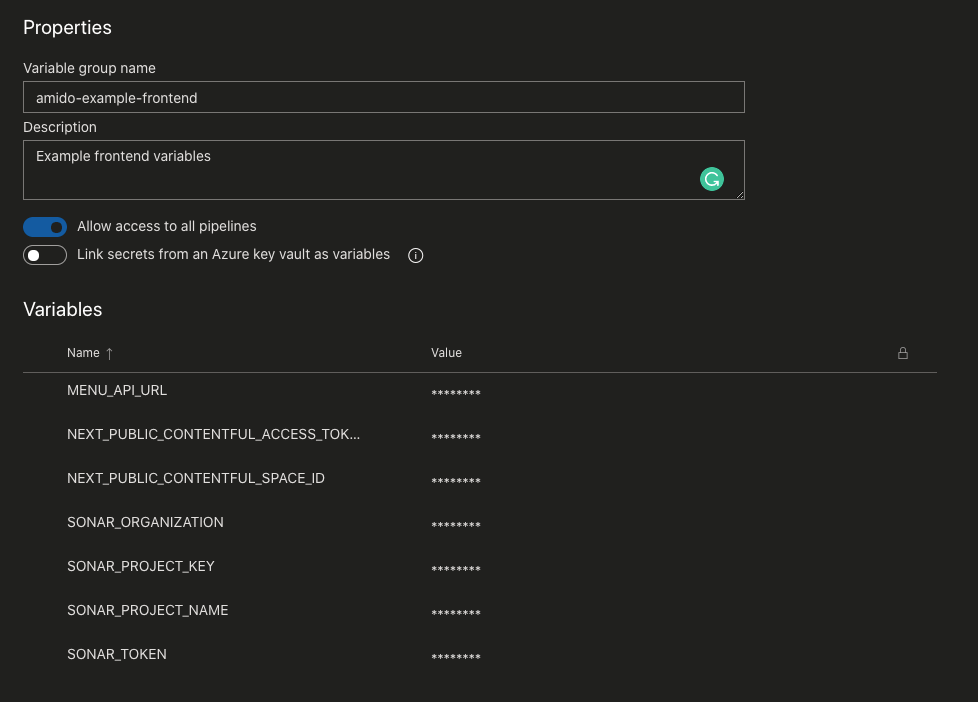 Properties
Variable group name
amido-example-frontend
Description
Example frontend variables
Allow access to all pipelines
Link secrets from an Azure key vault as variables
Variables
Name ↑ Value
MENU_API_URL ********
NEXT_PUBLIC_CONTENTFUL_ACCESS_TOK... ********
NEXT_PUBLIC_CONTENTFUL_SPACE_ID ********
SONAR_ORGANIZATION ********
SONAR_PROJECT_KEY ********
SONAR_PROJECT_NAME ********
SONAR_TOKEN ********